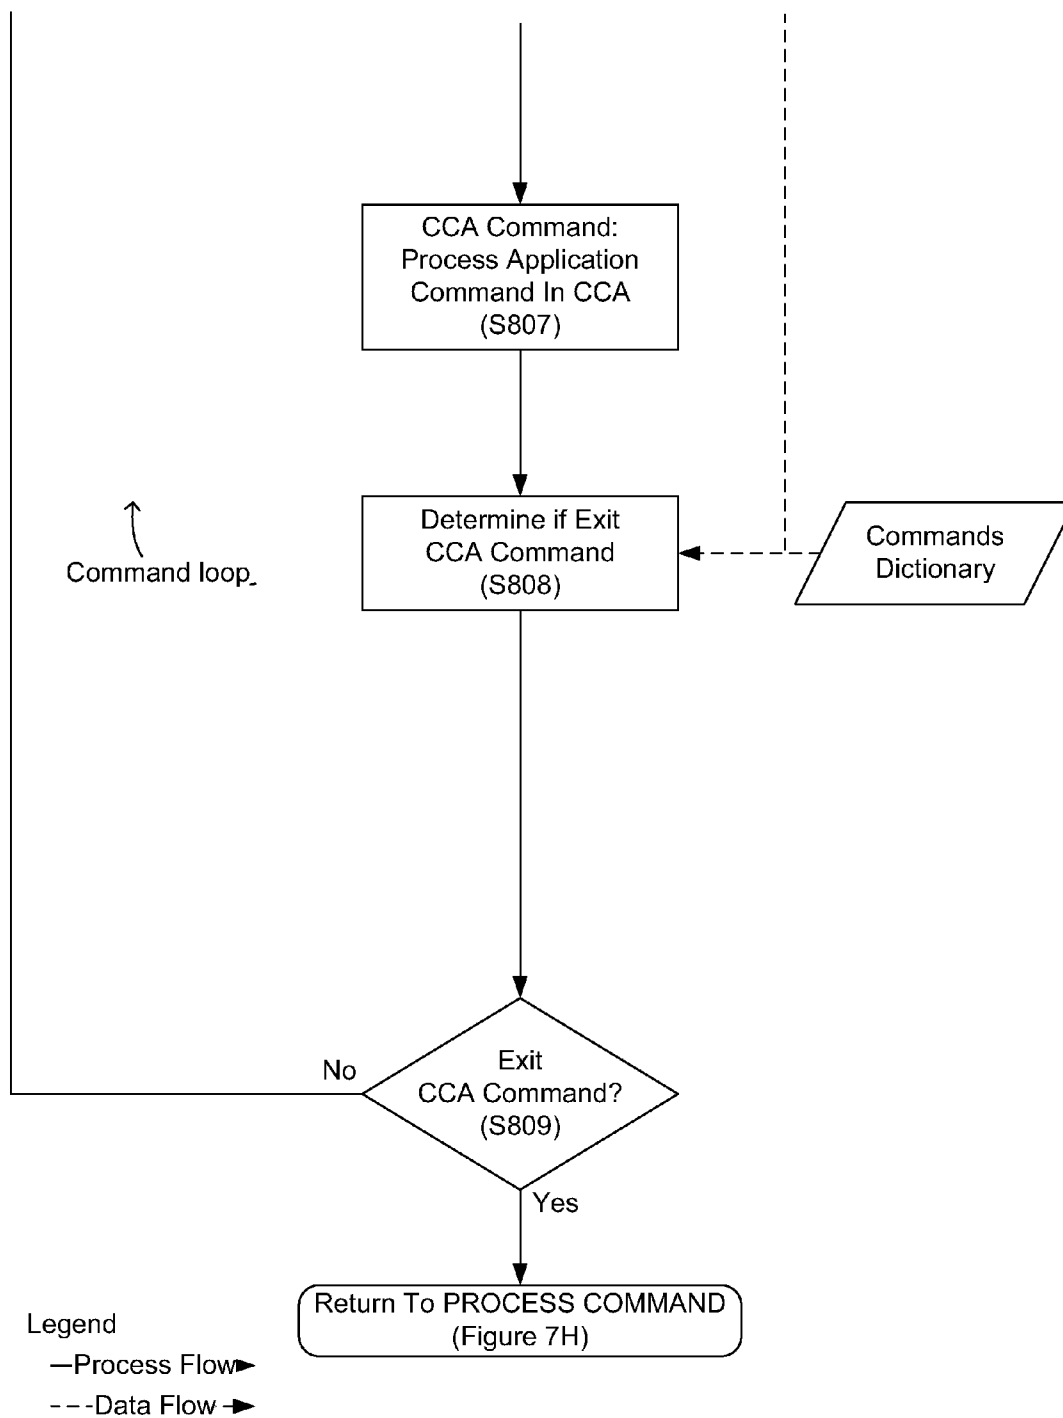 CCA Command:
Process Application
Command In CCA
(S807)
Determine if Exit
CCA Command
(S808)
Commands
Dictionary
Command loop
Exit
CCA Command?
(S809)
No
Yes
Return To PROCESS COMMAND
(Figure 7H)
Legend
Process Flow
Data Flow